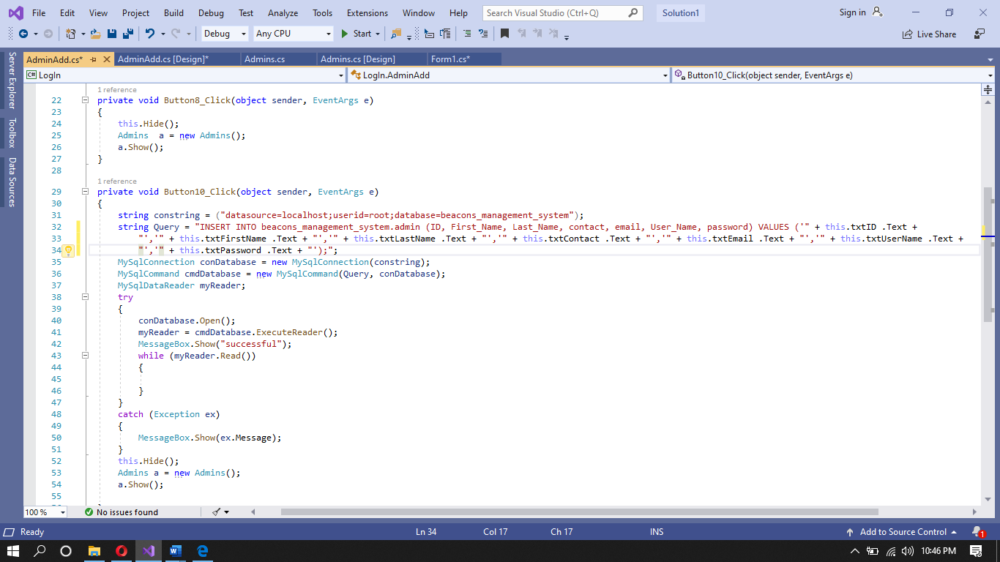 File Edit View Project Build Debug Test Analyze Tools Extensions Window Help Search Visual Studio (Ctrl+Q) Solution1 Sign in
Debug Any CPU Start Live Share
AdminAdd.cs* AdminAdd.cs [Design]* Admins.cs Admins.cs [Design] Form1.cs*
C# LogIn LogIn.AdminAdd Button10_Click(object sender, EventArgs e)
Server Explorer
Toolbox
Data Sources
1 reference
22 private void Button8_Click(object sender, EventArgs e)
23 {
24 this.Hide();
25 Admins  a = new Admins();
26 a.Show();
27 }
28
1 reference
29 private void Button10_Click(object sender, EventArgs e)
30 {
31 string constring = ("datasource=localhost;userid=root;database=beacons_management_system");
32 string Query = "INSERT INTO beacons_management_system.admin (ID, First_Name, Last_Name, contact, email, User_Name, password) VALUES ('" + this.txtID .Text +
33 "','" + this.txtFirstName .Text + "','" + this.txtLastName .Text + "','" + this.txtContact .Text + "','" + this.txtEmail .Text + "','" + this.txtUserName .Text +
34 "','" + this.txtPassword .Text + "');";
35 MySqlConnection conDatabase = new MySqlConnection(constring);
36 MySqlCommand cmdDatabase = new MySqlCommand(Query, conDatabase);
37 MySqlDataReader myReader;
38 try
39 {
40 conDatabase.Open();
41 myReader = cmdDatabase.ExecuteReader();
42 MessageBox.Show("successful");
43 while (myReader.Read())
44 {
45
46 }
47 }
48 catch (Exception ex)
49 {
50 MessageBox.Show(ex.Message);
51 }
52 this.Hide();
53 Admins a = new Admins();
54 a.Show();
55
100 % No issues found
Ready Ln 34 Col 17 Ch 17 INS Add to Source Control 1
10:46 PM